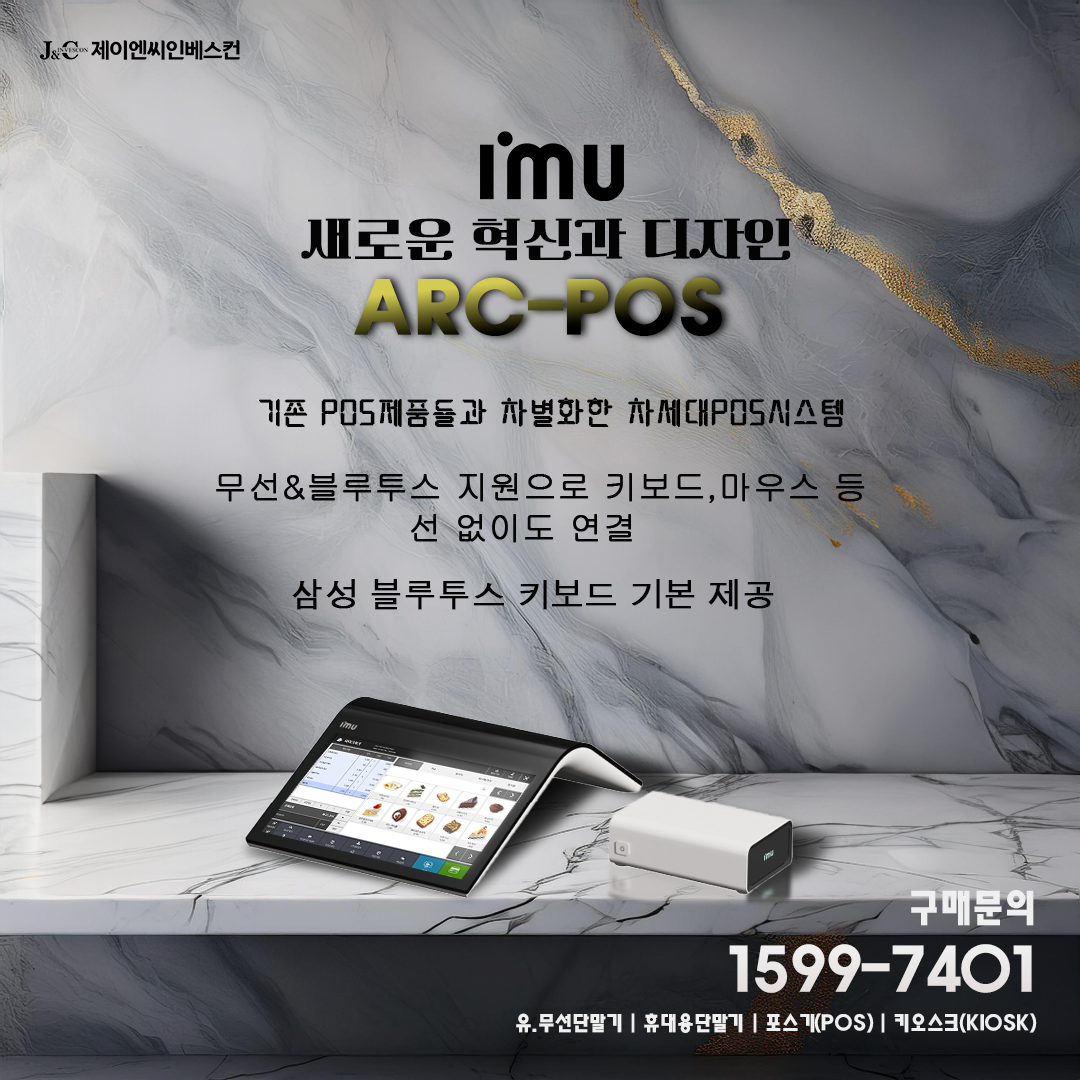 J&C INVESCON 제이엔씨인베스컨
imu
새로운 혁신과 디자인
ARC-POS
기존 POS제품들과 차별화한 차세대POS시스템
무선&블루투스 지원으로 키보드,마우스 등
선 없이도 연결
삼성 블루투스 키보드 기본 제공
imu
imu
구매문의
1599-7401
유.무선단말기 | 휴대용단말기 | 포스기(POS) | 키오스크(KIOSK)